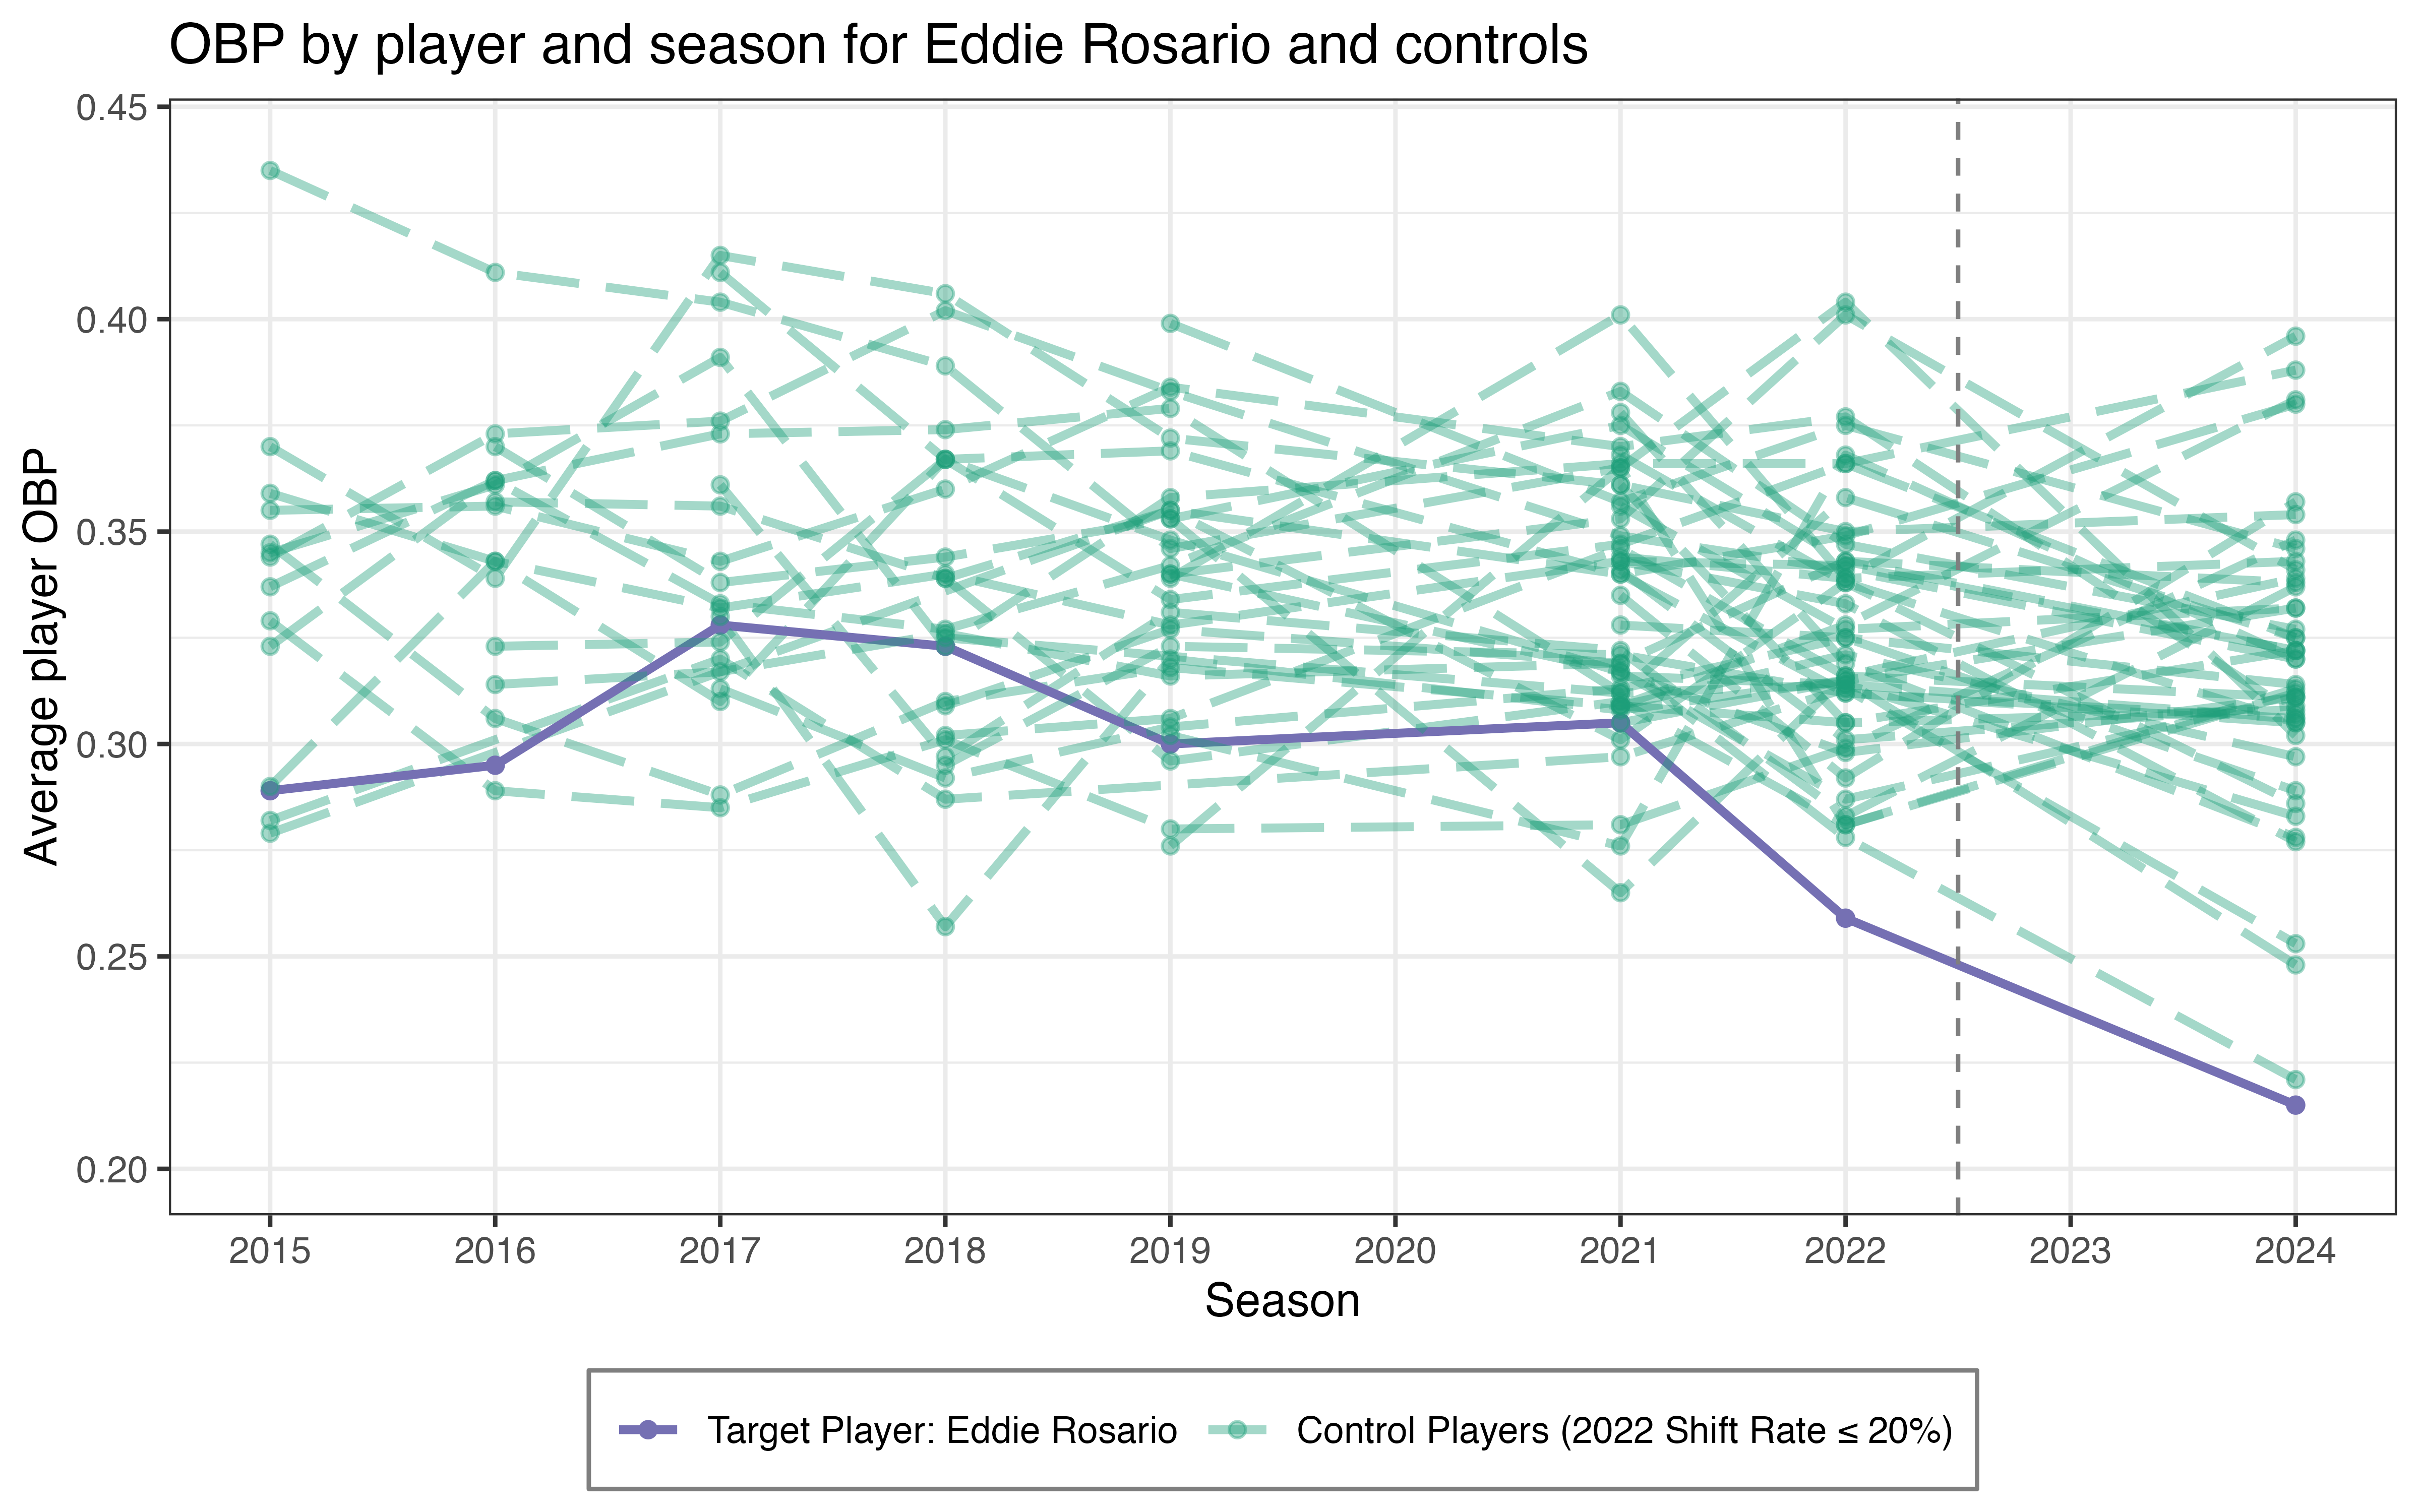 OBP by player and season for Eddie Rosario and controls
Average player OBP
0.45
0.40
0.35
0.30
0.25
0.20
2015 2016 2017 2018 2019 2020 2021 2022 2023 2024
Season
Target Player: Eddie Rosario Control Players (2022 Shift Rate ≤ 20%)